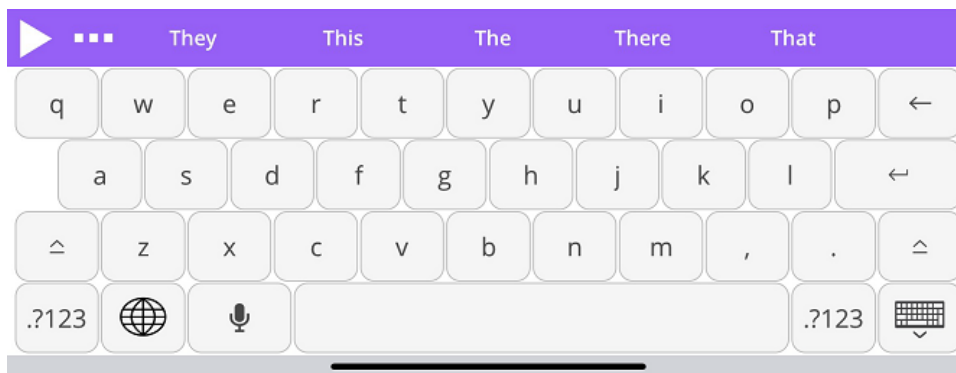 They This The There That
q w e r t y u i o p
a s d f g h j k l
z x c v b n m , .
.?123 .?123